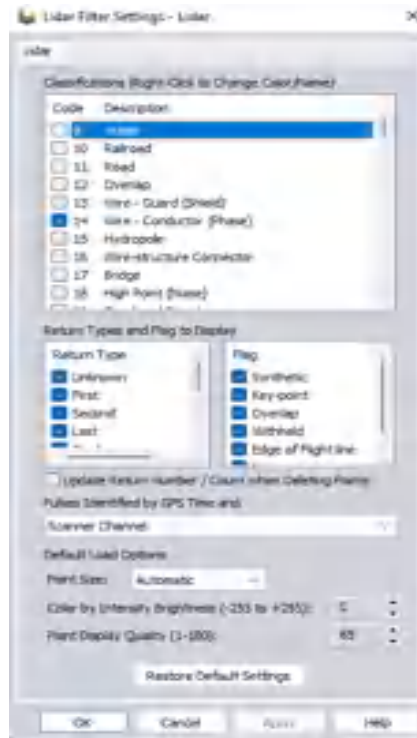 Lidar Filter Settings - Lidar
Lidar
Classifications (Right-Click to Change Color/Name)
Code Description
9 Water
10 Railroad
11 Road
12 Overlap
13 Wire - Guard (Shield)
14 Wire - Conductor (Phase)
15 Hydropole
16 Wire-structure Connector
17 Bridge
18 High Point (Noise)
Return Types and Flag to Display
Return Type
Unknown
First
Second
Last
Flag
Synthetic
Key-point
Overlap
Withheld
Edge of Flight line
Update Return Number / Count when Deleting Points
Pulses Identified by GPS Time and
Scanner Channel
Default Load Options
Point Size: Automatic
Color by Intensity Brightness (-255 to +255):
Point Display Quality (1-100): 65
Restore Default Settings
OK Cancel Apply Help